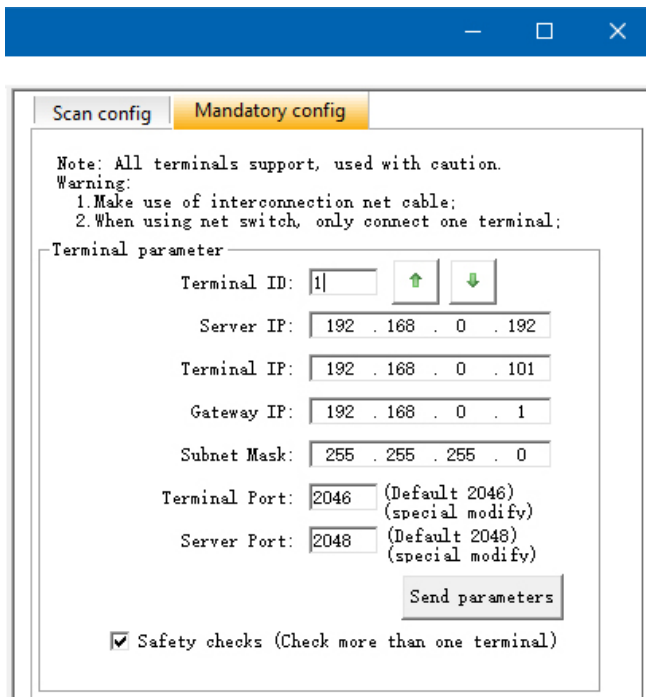 Scan config
Mandatory config
Note: All terminals support, used with caution.
Warning:
1.Make use of interconnection net cable;
2.When using net switch, only connect one terminal;
Terminal parameter
Terminal ID: 1
Server IP: 192 . 168 . 0 . 192
Terminal IP: 192 . 168 . 0 . 101
Gateway IP: 192 . 168 . 0 . 1
Subnet Mask: 255 . 255 . 255 . 0
Terminal Port: 2046 (Default 2046)
(special modify)
Server Port: 2048 (Default 2048)
(special modify)
Send parameters
Safety checks (Check more than one terminal)